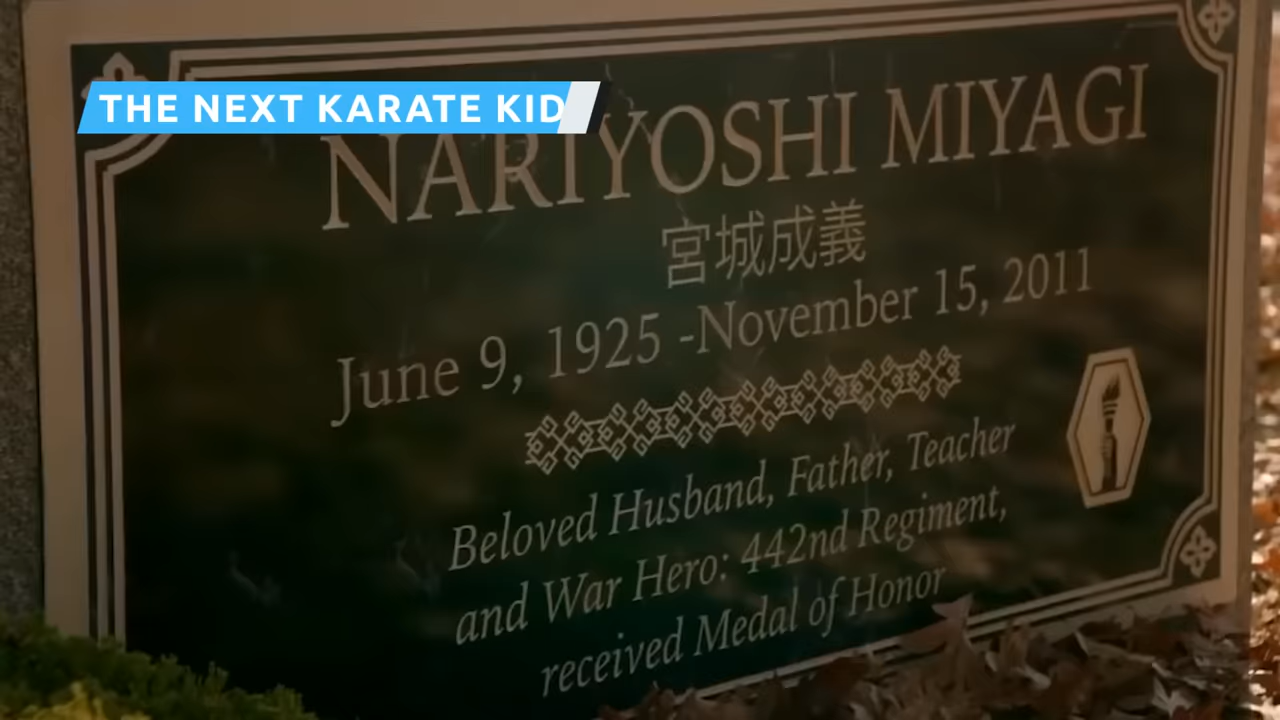 THE NEXT KARATE KID
NARIYOSHI MIYAGI
宮城成義
June 9, 1925 -November 15, 2011
Beloved Husband, Father, Teacher
and War Hero: 442nd Regiment,
received Medal of Honor